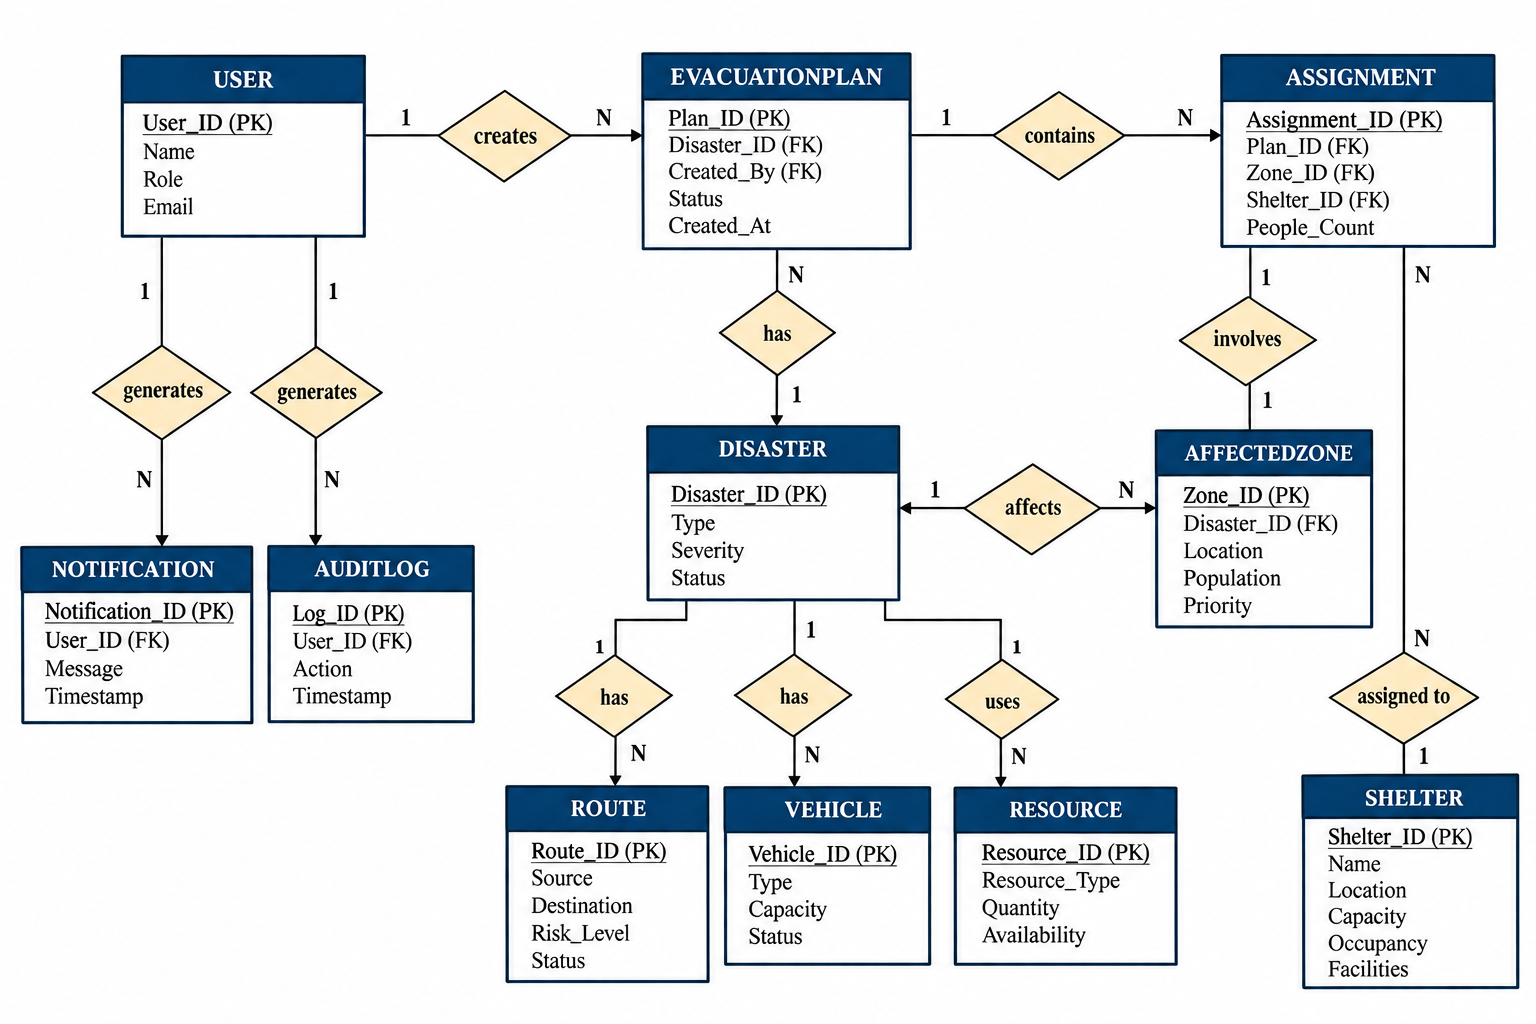 USER
User_ID (PK)
Name
Role
Email
1
creates
N
EVACUATIONPLAN
Plan_ID (PK)
Disaster_ID (FK)
Created_By (FK)
Status
Created_At
1
contains
N
ASSIGNMENT
Assignment_ID (PK)
Plan_ID (FK)
Zone_ID (FK)
Shelter_ID (FK)
People_Count
1
generates
N
1
generates
N
N
has
1
1
involves
1
N
NOTIFICATION
Notification_ID (PK)
User_ID (FK)
Message
Timestamp
AUDITLOG
Log_ID (PK)
User_ID (FK)
Action
Timestamp
DISASTER
Disaster_ID (PK)
Type
Severity
Status
1
affects
N
AFFECTEDZONE
Zone_ID (PK)
Disaster_ID (FK)
Location
Population
Priority
1
has
N
1
has
N
1
uses
N
N
assigned to
1
ROUTE
Route_ID (PK)
Source
Destination
Risk_Level
Status
VEHICLE
Vehicle_ID (PK)
Type
Capacity
Status
RESOURCE
Resource_ID (PK)
Resource_Type
Quantity
Availability
SHELTER
Shelter_ID (PK)
Name
Location
Capacity
Occupancy
Facilities